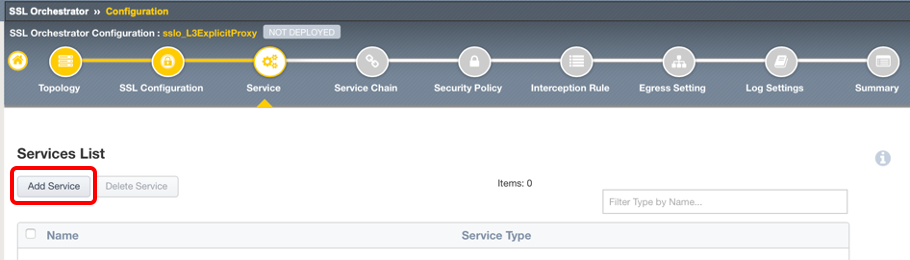 SSL Orchestrator ›› Configuration
SSL Orchestrator Configuration : sslo_L3ExplicitProxy NOT DEPLOYED
Topology SSL Configuration Service Service Chain Security Policy Interception Rule Egress Setting Log Settings Summary
Services List
Add Service Delete Service Items: 0
Filter Type by Name...
Name Service Type